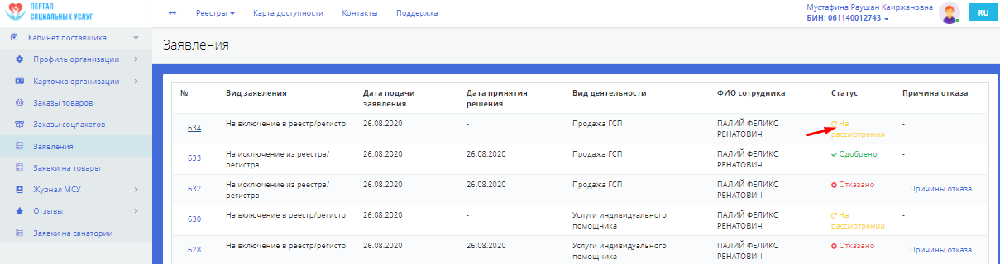 ПОРТАЛ
СОЦИАЛЬНЫХ УСЛУГ
Реестры
Карта доступности
Контакты
Поддержка
Мустафина Раушан Каиржановна
БИН: 061140012743
RU
Кабинет поставщика
Профиль организации
Карточка организации
Заказы товаров
Заказы соцпакетов
Заявления
Заявки на товары
Журнал МСУ
Отзывы
Заявки на санатории
Заявления
№ Вид заявления Дата подачи Дата принятия Вид деятельности ФИО сотрудника Статус Причина отказа
заявления решения
634 На включение в реестр/регистр 26.08.2020 - Продажа ГСП ПАЛИЙ ФЕЛИКС На -
РЕНАТОВИЧ рассмотрении
633 На исключение из реестра/ 26.08.2020 26.08.2020 Продажа ГСП ПАЛИЙ ФЕЛИКС Одобрено -
регистра РЕНАТОВИЧ
632 На исключение из реестра/ 26.08.2020 26.08.2020 Продажа ГСП ПАЛИЙ ФЕЛИКС Отказано Причины отказа
регистра РЕНАТОВИЧ
630 На включение в реестр/регистр 26.08.2020 - Услуги индивидуального ПАЛИЙ ФЕЛИКС На -
помощника РЕНАТОВИЧ рассмотрении
628 На включение в реестр/регистр 26.08.2020 26.08.2020 Услуги индивидуального ПАЛИЙ ФЕЛИКС Отказано Причины отказа
помощника РЕНАТОВИЧ